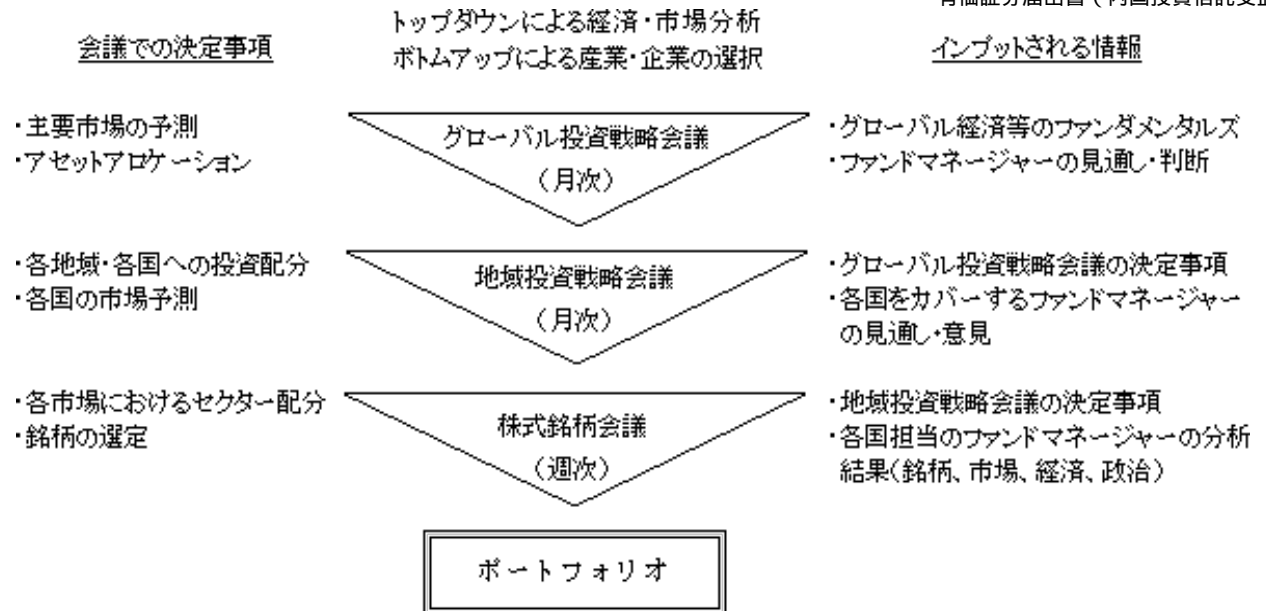 有価証券届出書(内国投資信託受益
トップダウンによる経済・市場分析
ボトムアップによる産業・企業の選択
会議での決定事項
インプットされる情報
・主要市場の予測
・アセットアロケーション
グローバル投資戦略会議
(月次)
・グローバル経済等のファンダメンタルズ
・ファンドマネージャーの見通し・判断
・各地域・各国への投資配分
・各国の市場予測
地域投資戦略会議
(月次)
・グローバル投資戦略会議の決定事項
・各国をカバーするファンドマネージャー
の見通し・意見
・各市場におけるセクター配分
・銘柄の選定
株式銘柄会議
(週次)
・地域投資戦略会議の決定事項
・各国担当のファンドマネージャーの分析
結果(銘柄、市場、経済、政治)
ポートフォリオ